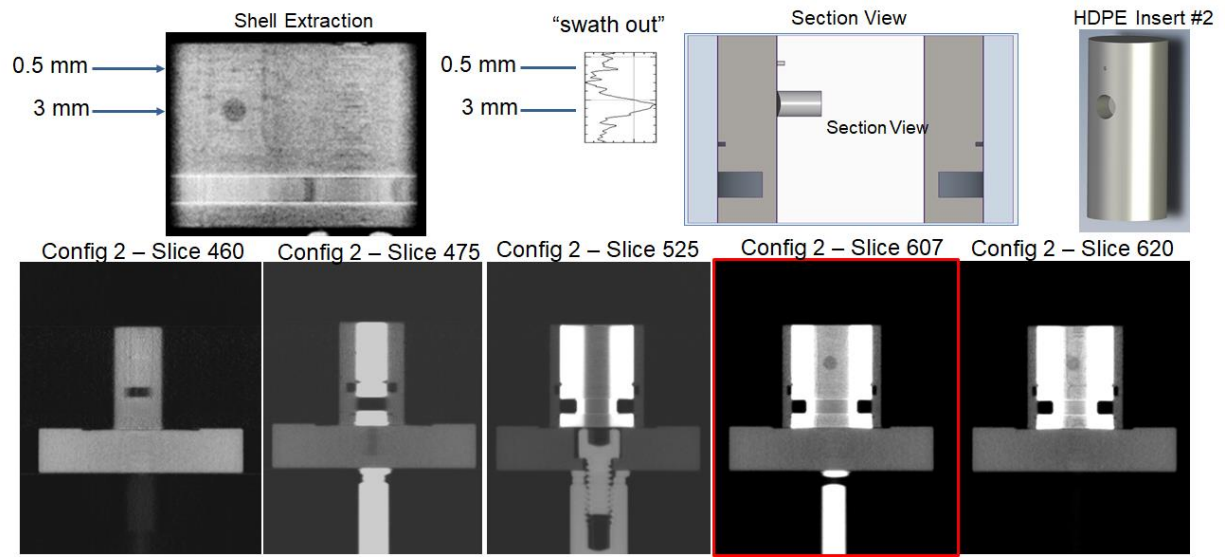 Shell Extraction
“swath out”
Section View
HDPE Insert #2
0.5 mm
3 mm
0.5 mm
3 mm
Section View
Config 2 – Slice 460
Config 2 – Slice 475
Config 2 – Slice 525
Config 2 – Slice 607
Config 2 – Slice 620